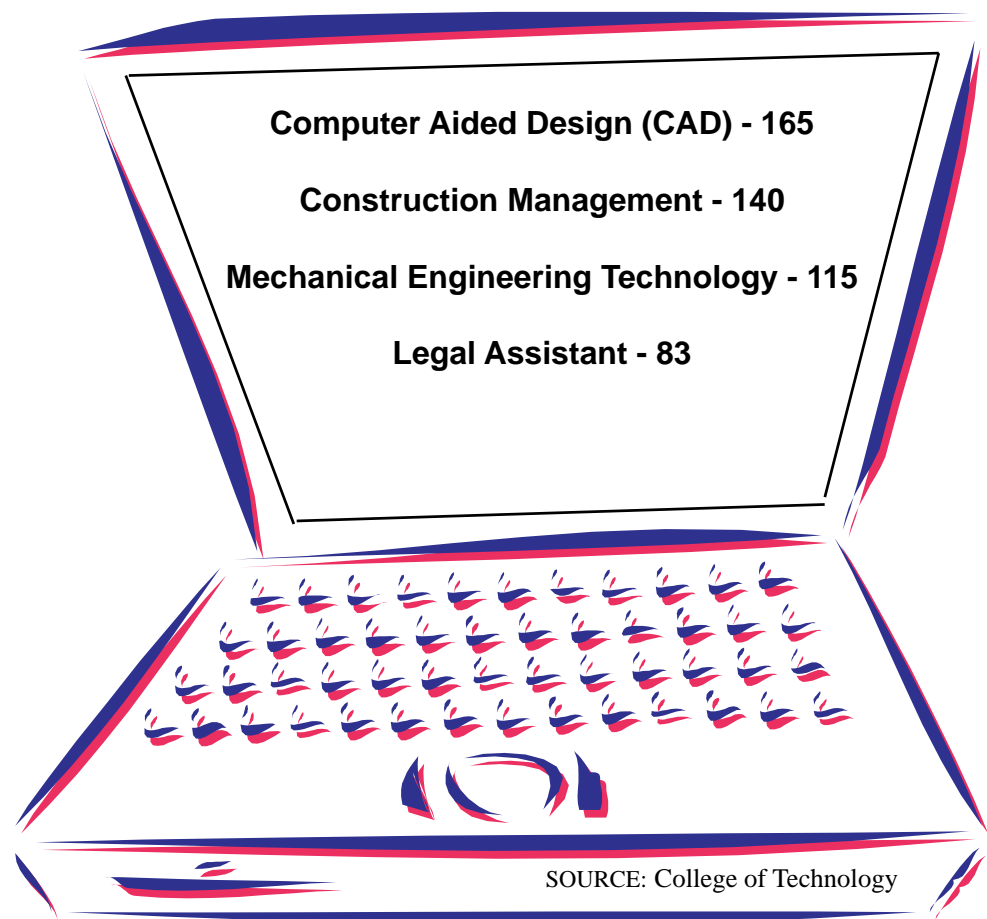 Computer Aided Design (CAD) - 165
Construction Management - 140
Mechanical Engineering Technology - 115
Legal Assistant - 83
SOURCE: College of Technology